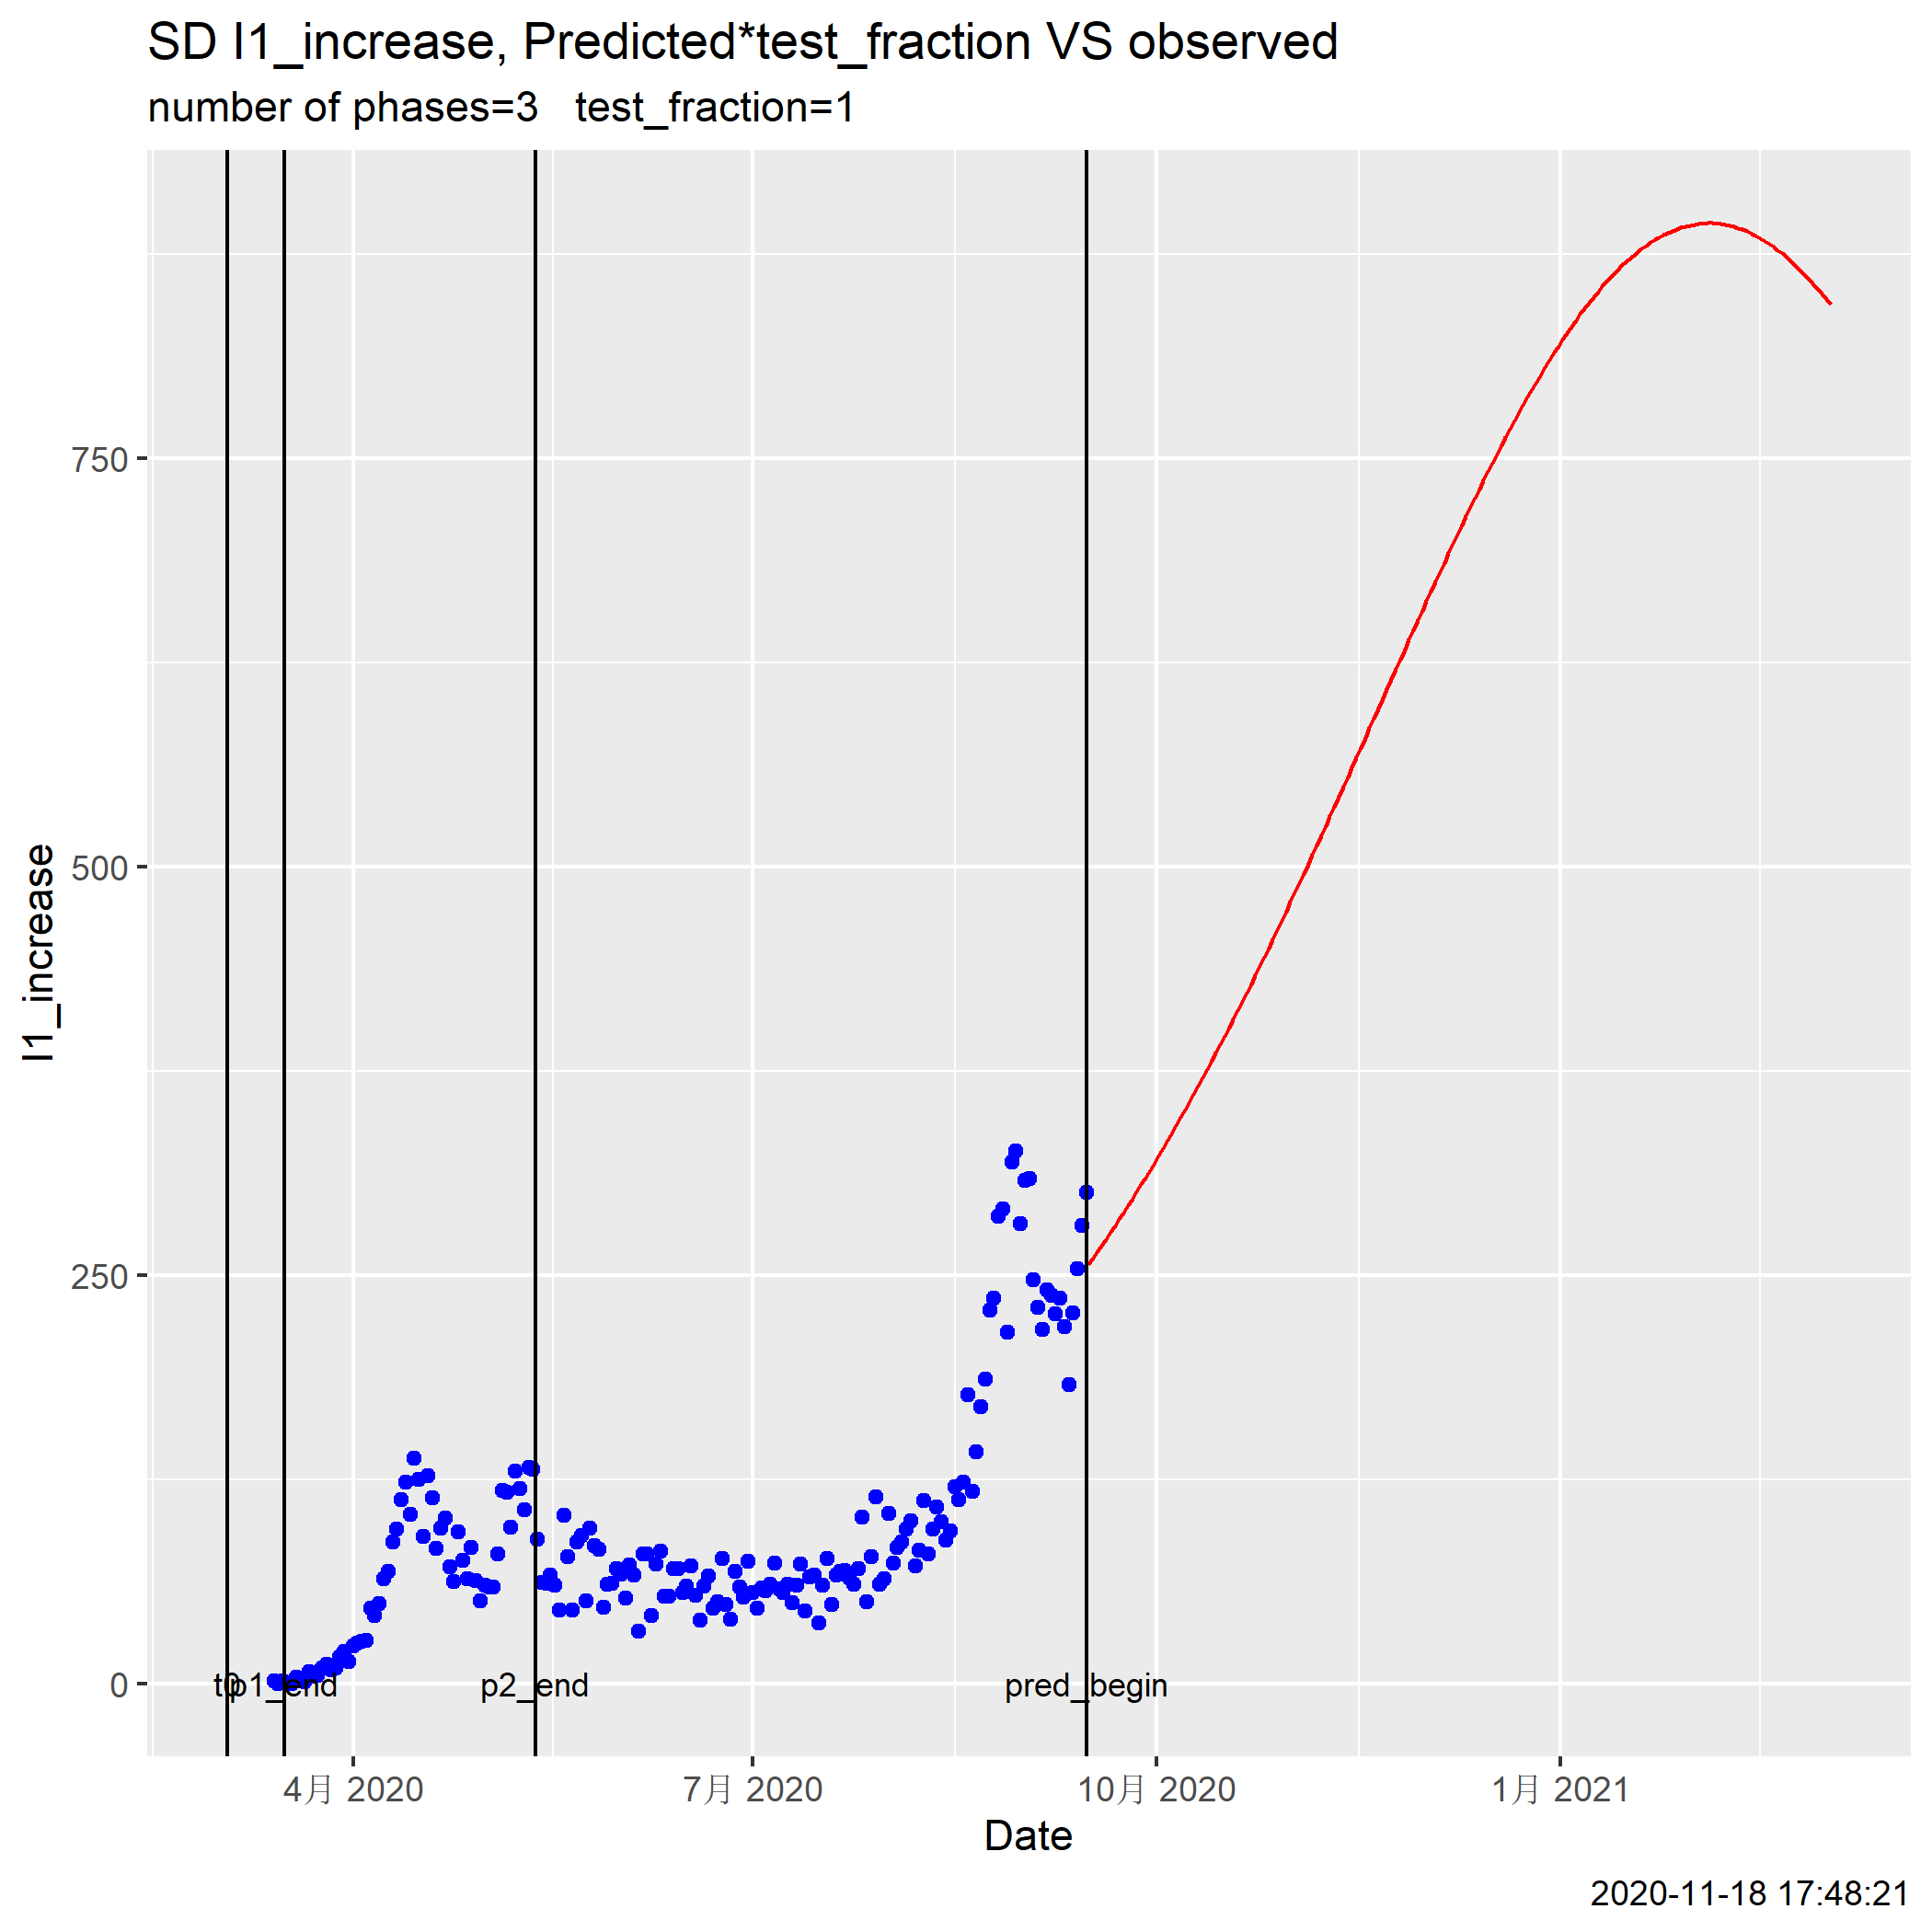 SD I1_increase, Predicted*test_fraction VS observed
number of phases=3   test_fraction=1
I1_increase
750
500
250
0
t0
p1_end
p2_end
pred_begin
4月 2020
7月 2020
10月 2020
1月 2021
Date
2020-11-18 17:48:21